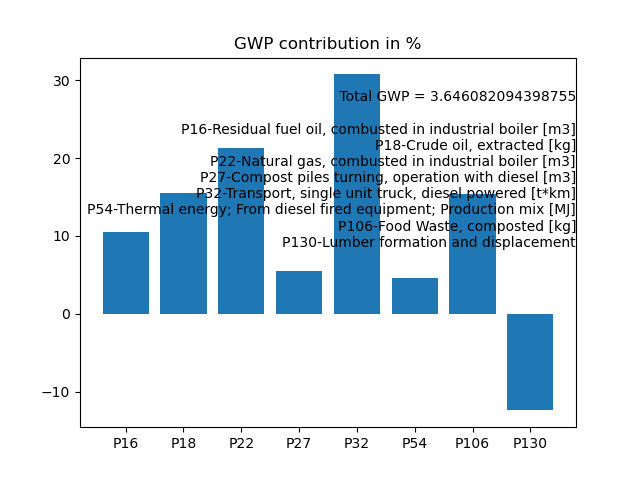 GWP contribution in %
30
20
10
0
−10
Total GWP = 3.646082094398755
P16-Residual fuel oil, combusted in industrial boiler [m3]
P18-Crude oil, extracted [kg]
P22-Natural gas, combusted in industrial boiler [m3]
P27-Compost piles turning, operation with diesel [m3]
P32-Transport, single unit truck, diesel powered [t*km]
P54-Thermal energy; From diesel fired equipment; Production mix [MJ]
P106-Food Waste, composted [kg]
P130-Lumber formation and displacement
P16 P18 P22 P27 P32 P54 P106 P130